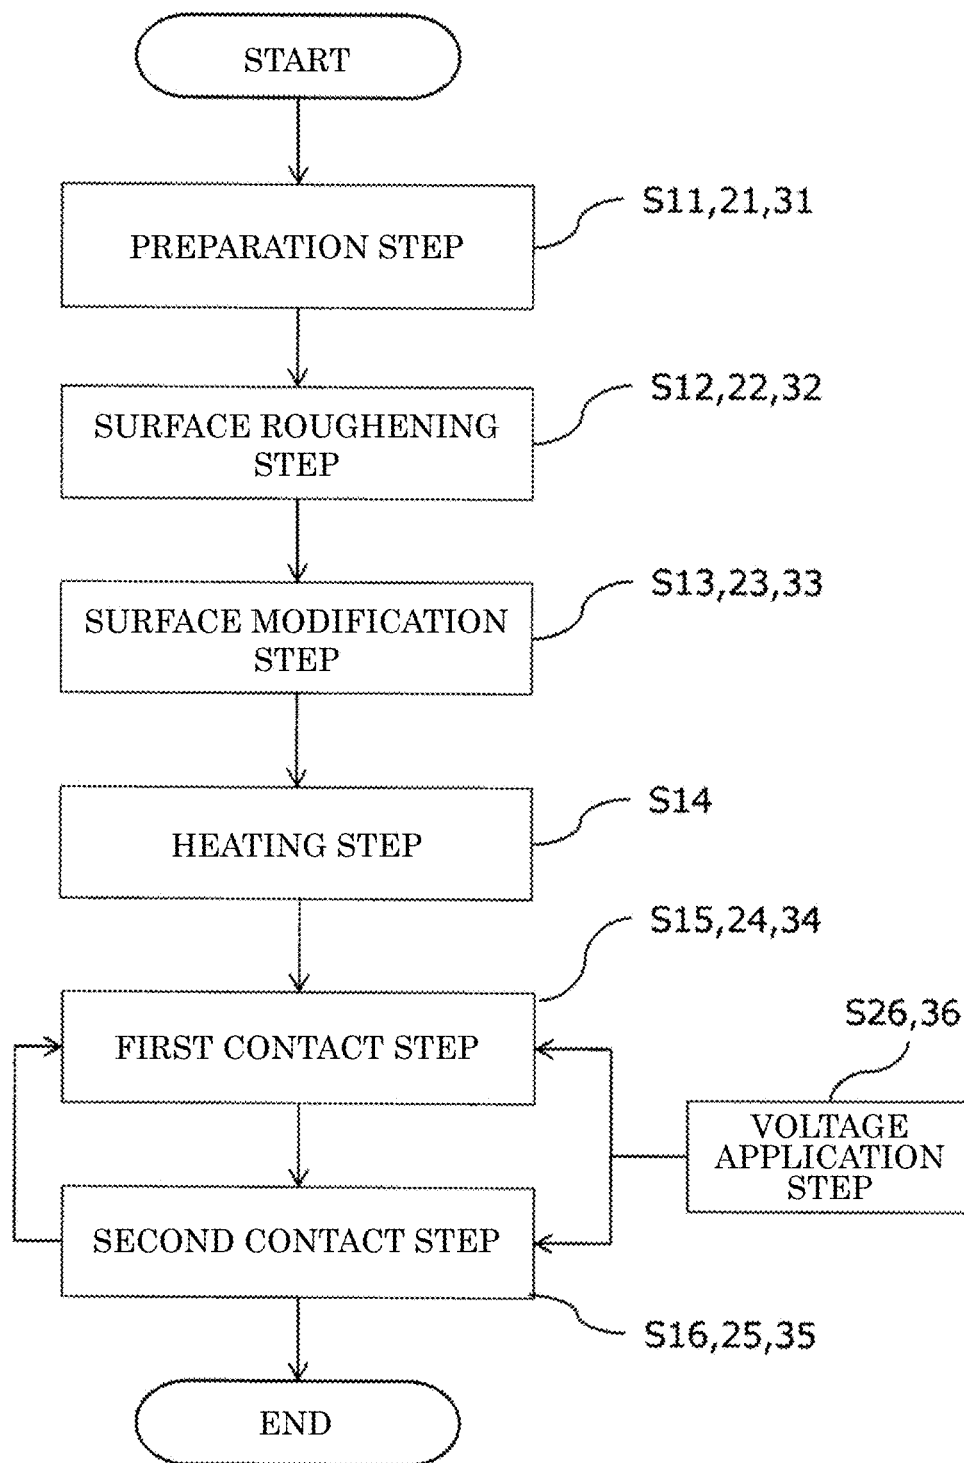 START
PREPARATION STEP
S11,21,31
SURFACE ROUGHENING
STEP
S12,22,32
SURFACE MODIFICATION
STEP
S13,23,33
HEATING STEP
S14
FIRST CONTACT STEP
S15,24,34
VOLTAGE
APPLICATION
STEP
S26,36
SECOND CONTACT STEP
S16,25,35
END